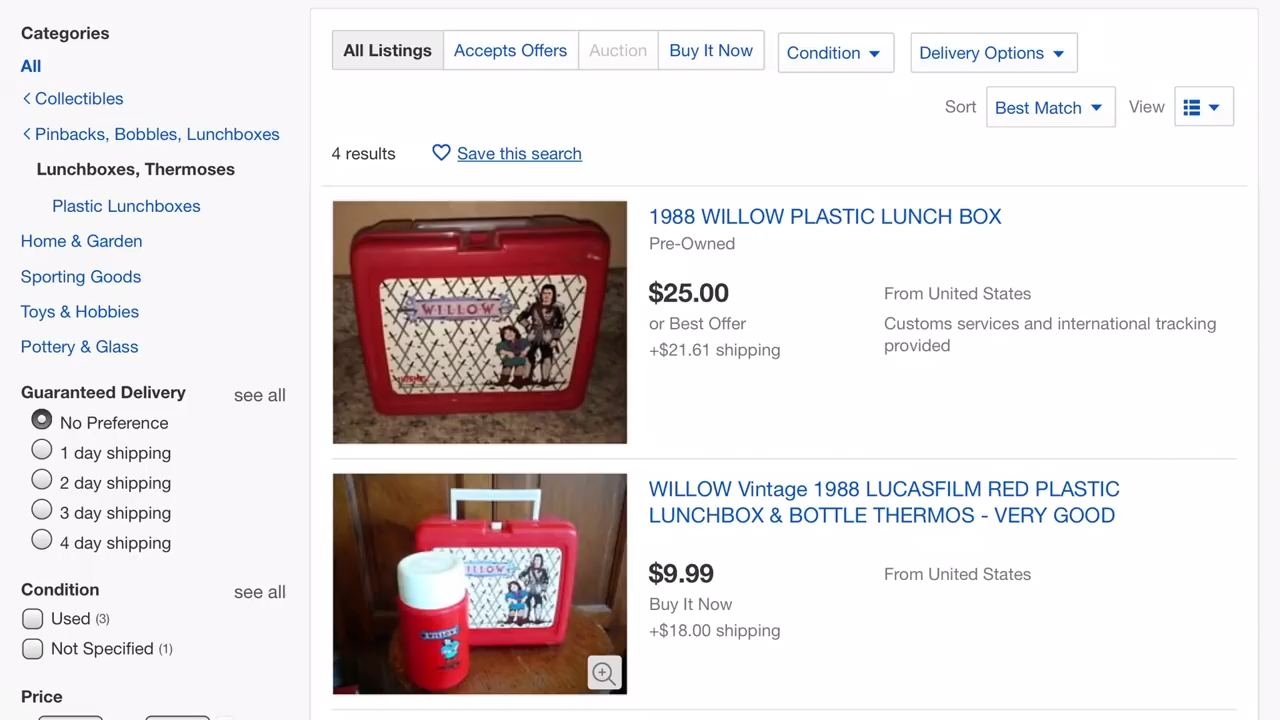 Categories
All
Collectibles
Pinbacks, Bobbles, Lunchboxes
Lunchboxes, Thermoses
Plastic Lunchboxes
Home & Garden
Sporting Goods
Toys & Hobbies
Pottery & Glass
Guaranteed Delivery see all
No Preference
1 day shipping
2 day shipping
3 day shipping
4 day shipping
Condition see all
Used (3)
Not Specified (1)
Price
All Listings Accepts Offers Auction Buy It Now Condition Delivery Options
Sort Best Match View
4 results Save this search
WILLOW
1988 WILLOW PLASTIC LUNCH BOX
Pre-Owned
$25.00
or Best Offer
+$21.61 shipping
From United States
Customs services and international tracking
provided
WILLOW
WILLOW
WILLOW Vintage 1988 LUCASFILM RED PLASTIC
LUNCHBOX & BOTTLE THERMOS - VERY GOOD
$9.99
Buy It Now
+$18.00 shipping
From United States